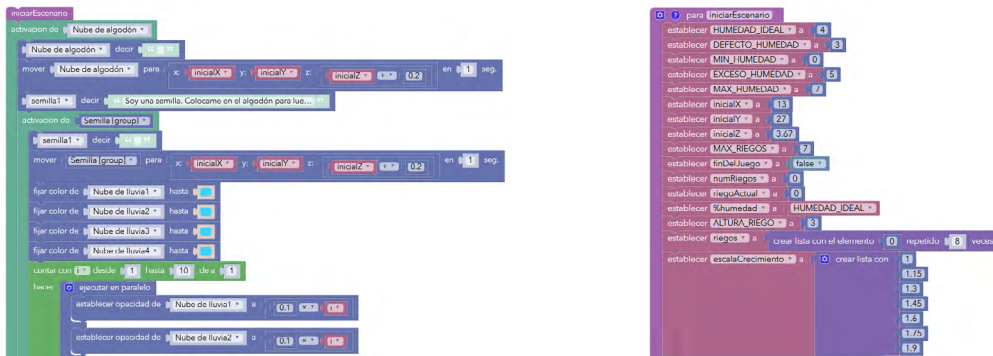 iniciarEscenario
activacion de Nube de algodón
Nube de algodón decir “ ”
mover Nube de algodón para x: inicialX y: inicialY z: inicialZ + 0.2 en 1 seg.
semilla1 decir “ Soy una semilla. Colocame en el algodón para lue... ”
activacion de Semilla [group]
semilla1 decir “ ”
mover Semilla [group] para x: inicialX y: inicialY z: inicialZ 0.2 en 1 seg.
fijar color de Nube de lluvia1 hasta
fijar color de Nube de lluvia2 hasta
fijar color de Nube de lluvia3 hasta
fijar color de Nube de lluvia4 hasta
contar con i desde 1 hasta 10 de a 1
hacer ejecutar en paralelo
establecer opacidad de Nube de lluvia1 a 0.1 × i
establecer opacidad de Nube de lluvia2 a 0.1 × i
? para iniciarEscenario
establecer HUMEDAD_IDEAL a 4
establecer DEFECTO_HUMEDAD a 3
establecer MIN_HUMEDAD a 0
establecer EXCESO_HUMEDAD a 5
establecer MAX_HUMEDAD a 7
establecer inicialX a 13
establecer inicialY a 27
establecer inicialZ a 3.67
establecer MAX_RIEGOS a 7
establecer finDelJuego a false
establecer numRiegos a 0
establecer riegoActual a 0
establecer %humedad a HUMEDAD_IDEAL
establecer ALTURA_RIEGO a 3
establecer riegos a crear lista con el elemento 0 repetido 8 veces
establecer escalaCrecimiento a crear lista con 1
1.15
1.3
1.45
1.6
1.75
1.9